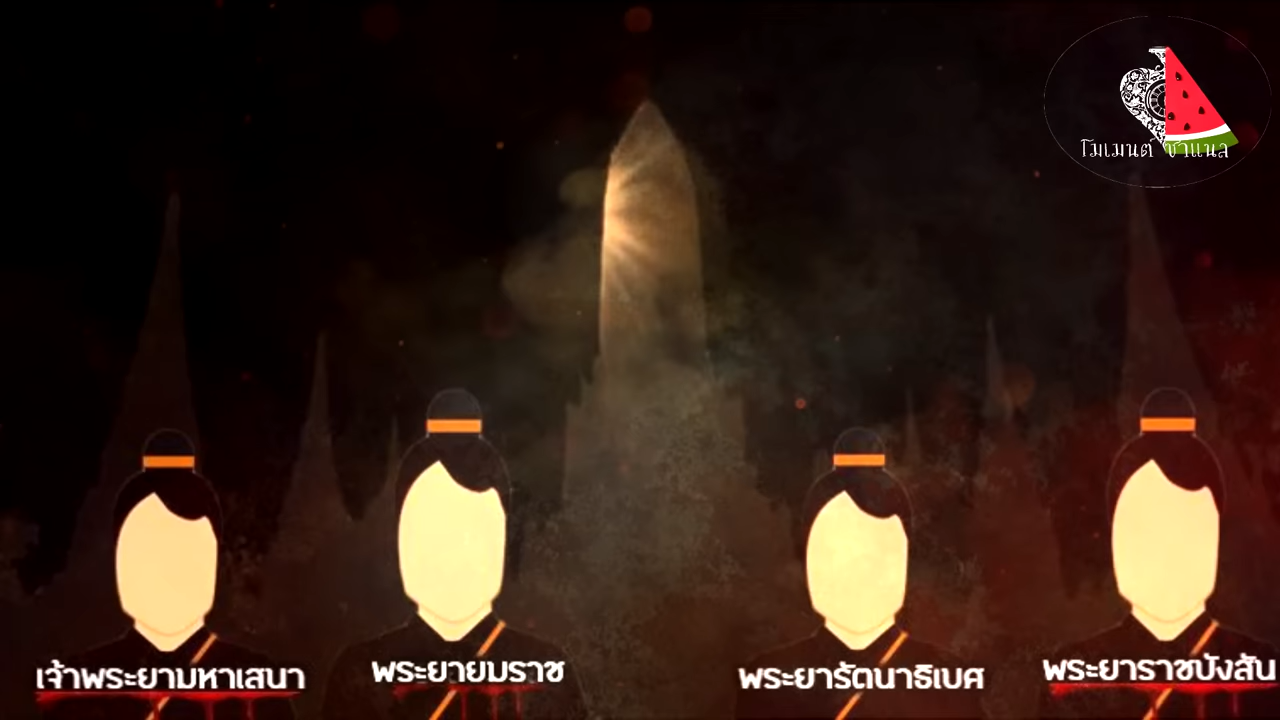 โมเมนต์ ชาแนล
เจ้าพระยามหาเสนา
พระยายมราช
พระยารัตนาธิเบศ
พระยาราชบังสัน